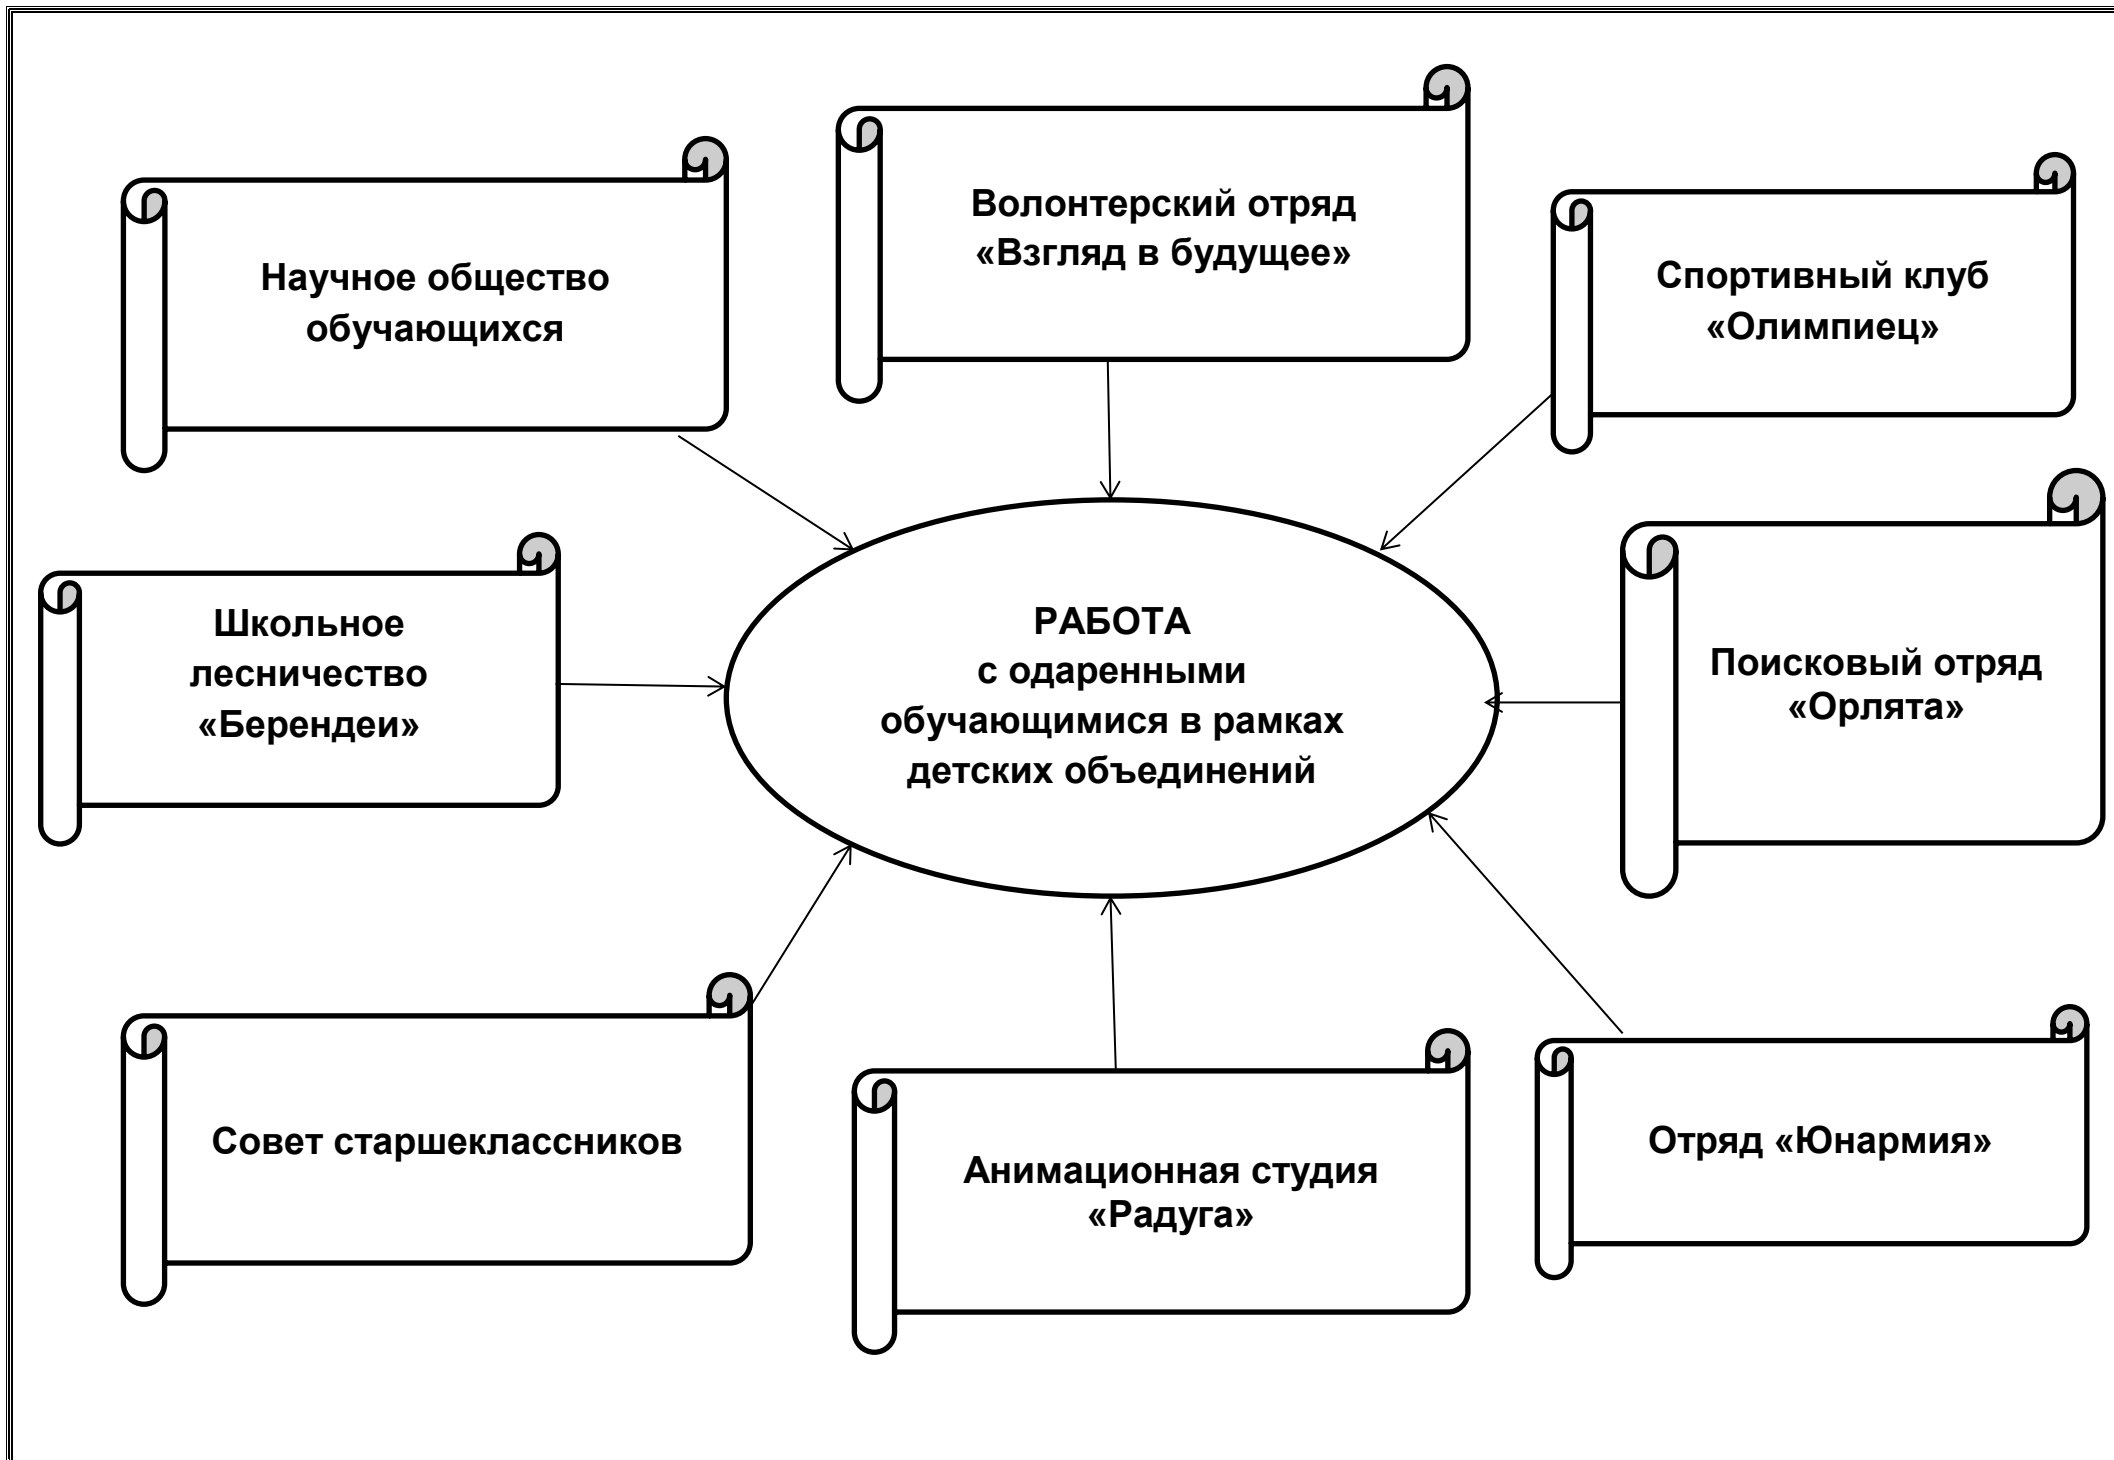 Волонтерский отряд
«Взгляд в будущее»
Научное общество
обучающихся
Спортивный клуб
«Олимпиец»
Школьное
лесничество
«Берендеи»
РАБОТА
с одаренными
обучающимися в рамках
детских объединений
Поисковый отряд
«Орлята»
Совет старшеклассников
Анимационная студия
«Радуга»
Отряд «Юнармия»